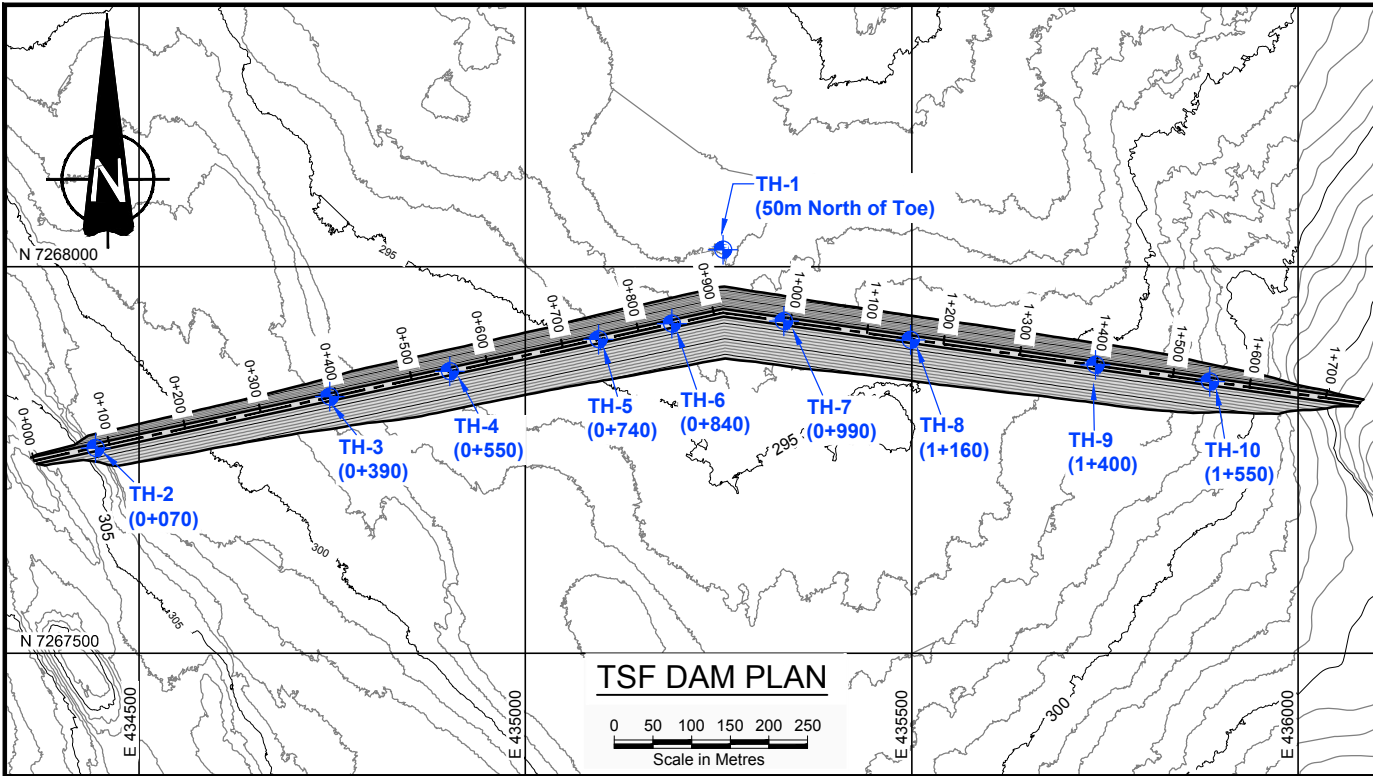 N
N 7268000
295
TH-1
(50m North of Toe)
0+000
0+100
0+200
0+300
0+400
0+500
0+600
0+700
0+800
0+900
1+000
1+100
1+200
1+300
1+400
1+500
1+600
1+700
TH-2
(0+070)
TH-3
(0+390)
TH-4
(0+550)
TH-5
(0+740)
TH-6
(0+840)
TH-7
(0+990)
TH-8
(1+160)
TH-9
(1+400)
TH-10
(1+550)
295
305
300
305
300
N 7267500
E 434500
E 435000
E 435500
E 436000
TSF DAM PLAN
0 50 100 150 200 250
Scale in Metres